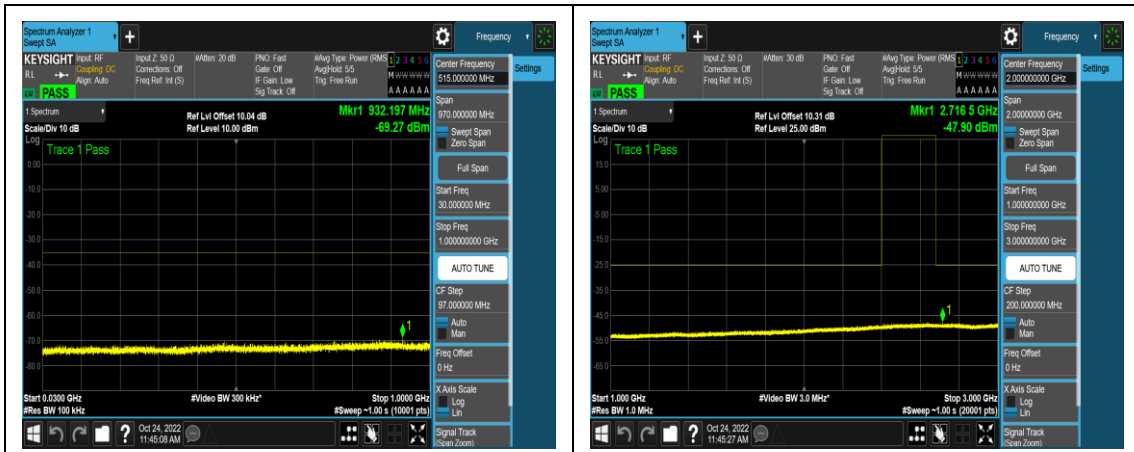 Spectrum Analyzer 1
Swept SA
Frequency
KEYSIGHT
Input: RF
Input Z: 50 Ω
#Atten: 20 dB
PNO: Fast
#Avg Type: Power (RMS
1 2 3 4 5 6
RL
Coupling: DC
Corrections: Off
Gate: Off
Avg|Hold: 5/5
M W W W W W
Align: Auto
Freq Ref: Int (S)
IF Gain: Low
Trig: Free Run
Sig Track: Off
A A A A A A
PASS
1 Spectrum
Scale/Div 10 dB
Ref Lvl Offset 10.04 dB
Ref Level 10.00 dBm
Mkr1 932.197 MHz
-69.27 dBm
Log
Trace 1 Pass
0.00
-10.0
-20.0
-30.0
-40.0
-50.0
-60.0
-70.0
-80.0
1
Start 0.0300 GHz
#Video BW 300 kHz*
Stop 1.0000 GHz
#Res BW 100 kHz
#Sweep ~1.00 s (10001 pts)
Oct 24, 2022
11:45:08 AM
Center Frequency
515.000000 MHz
Settings
Span
970.000000 MHz
Swept Span
Zero Span
Full Span
Start Freq
30.000000 MHz
Stop Freq
1.000000000 GHz
AUTO TUNE
CF Step
97.000000 MHz
Auto
Man
Freq Offset
0 Hz
X Axis Scale
Log
Lin
Signal Track
(Span Zoom)
Spectrum Analyzer 1
Swept SA
Frequency
KEYSIGHT
Input: RF
Input Z: 50 Ω
#Atten: 30 dB
PNO: Fast
#Avg Type: Power (RMS
1 2 3 4 5 6
RL
Coupling: DC
Corrections: Off
Gate: Off
Avg|Hold: 5/5
M W W W W W
Align: Auto
Freq Ref: Int (S)
IF Gain: Low
Trig: Free Run
Sig Track: Off
A A A A A A
PASS
1 Spectrum
Scale/Div 10 dB
Ref Lvl Offset 10.31 dB
Ref Level 25.00 dBm
Mkr1 2.716 5 GHz
-47.90 dBm
Log
Trace 1 Pass
15.0
5.00
-5.00
-15.0
-25.0
-35.0
-45.0
-55.0
-65.0
1
Start 1.000 GHz
#Video BW 3.0 MHz*
Stop 3.000 GHz
#Res BW 1.0 MHz
#Sweep ~1.00 s (20001 pts)
Oct 24, 2022
11:45:27 AM
Center Frequency
2.000000000 GHz
Settings
Span
2.00000000 GHz
Swept Span
Zero Span
Full Span
Start Freq
1.000000000 GHz
Stop Freq
3.000000000 GHz
AUTO TUNE
CF Step
200.000000 MHz
Auto
Man
Freq Offset
0 Hz
X Axis Scale
Log
Lin
Signal Track
(Span Zoom)